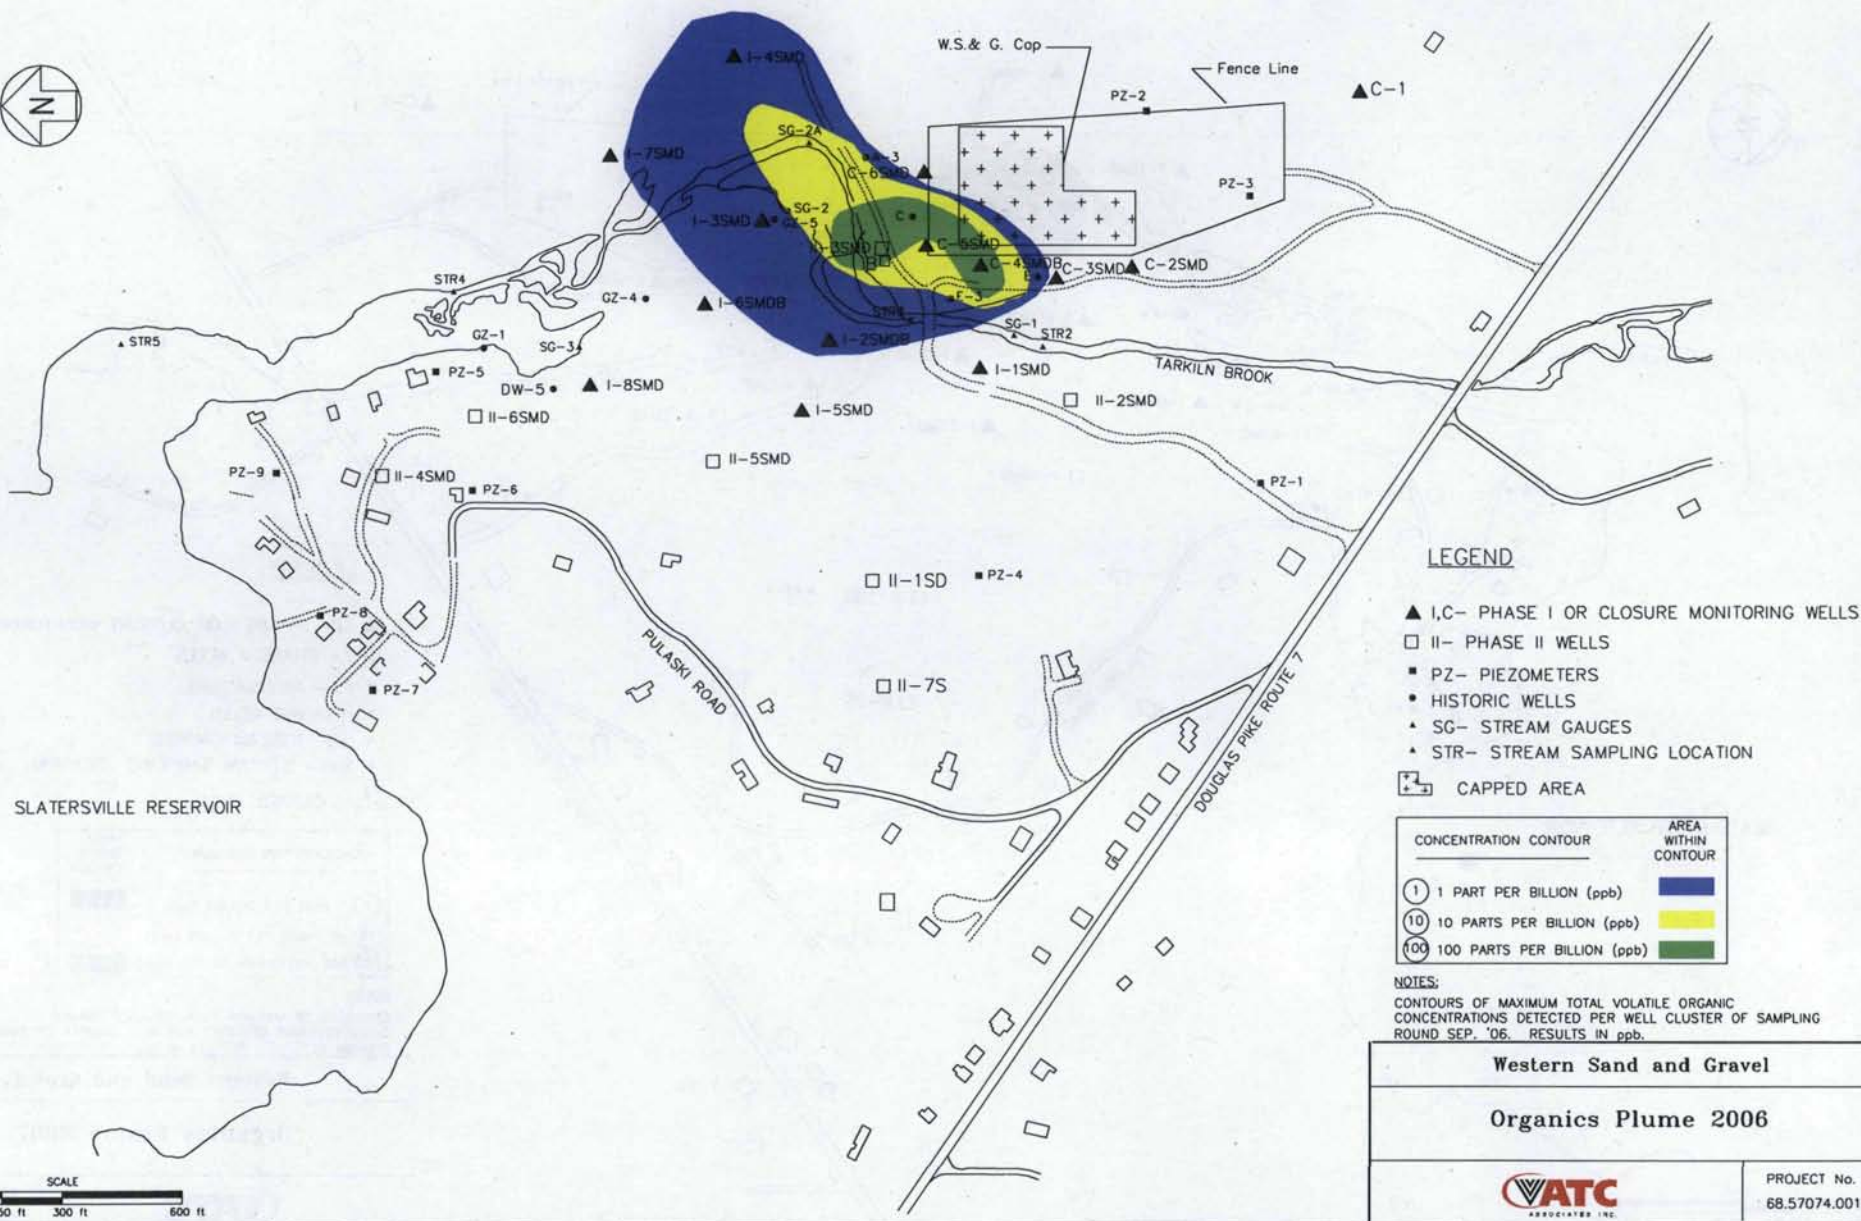 N
W.S.& G. Cap
Fence Line
I-4SMD
C-1
PZ-2
SG-2A
I-7SMD
A-3
C-6SMD
PZ-3
SG-2
I-3SMD
GZ-5
C
C-5SMD
C-4SMDB
C-3SMD
C-2SMD
STR4
GZ-4
I-6SMDB
F-3
SG-1
STR2
STR5
GZ-1
SG-3
I-2SMDB
PZ-5
I-1SMD
TARKILN BROOK
DW-5
I-8SMD
II-2SMD
II-6SMD
I-5SMD
II-5SMD
PZ-9
II-4SMD
PZ-6
PZ-1
II-1SD
PZ-4
PZ-8
PZ-7
PULASKI ROAD
II-7S
DOUGLAS PIKE ROUTE 7
SLATERSVILLE RESERVOIR
LEGEND
I,C- PHASE I OR CLOSURE MONITORING WELLS
II- PHASE II WELLS
PZ- PIEZOMETERS
HISTORIC WELLS
SG- STREAM GAUGES
STR- STREAM SAMPLING LOCATION
CAPPED AREA
CONCENTRATION CONTOUR
AREA
WITHIN
CONTOUR
1 1 PART PER BILLION (ppb)
10 10 PARTS PER BILLION (ppb)
100 100 PARTS PER BILLION (ppb)
NOTES:
CONTOURS OF MAXIMUM TOTAL VOLATILE ORGANIC
CONCENTRATIONS DETECTED PER WELL CLUSTER OF SAMPLING
ROUND SEP. '06. RESULTS IN ppb.
Western Sand and Gravel
Organics Plume 2006
ATC
ASSOCIATES INC.
PROJECT No.
68.57074.001
SCALE
300 ft
600 ft